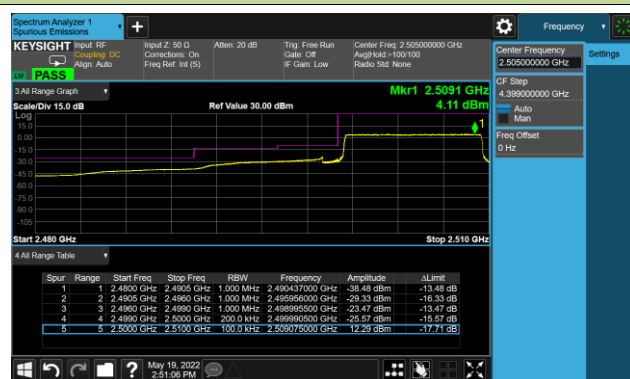 Spectrum Analyzer 1
Spurious Emissions
Frequency
KEYSIGHT
Input: RF
Coupling: DC
Align: Auto
Input Z: 50 Ω
Corrections: On
Freq Ref: Int (S)
Atten: 20 dB
Trig: Free Run
Gate: Off
IF Gain: Low
Center Freq: 2.505000000 GHz
Avg|Hold:>100/100
Radio Std: None
PASS
Center Frequency
2.505000000 GHz
Settings
CF Step
4.399000000 GHz
Auto
Man
Freq Offset
0 Hz
3 All Range Graph
Mkr1 2.5091 GHz
Scale/Div 15.0 dB
Ref Value 30.00 dBm
4.11 dBm
Log
15.0
0.00
-15.0
-30.0
-45.0
-60.0
-75.0
-90.0
-105
1
Start 2.480 GHz
Stop 2.510 GHz
4 All Range Table
Spur Range Start Freq Stop Freq RBW Frequency Amplitude ΔLimit
1 1 2.4800 GHz 2.4905 GHz 1.000 MHz 2.490437000 GHz -38.48 dBm -13.48 dB
2 2 2.4905 GHz 2.4960 GHz 1.000 MHz 2.495956000 GHz -29.33 dBm -16.33 dB
3 3 2.4960 GHz 2.4990 GHz 1.000 MHz 2.498995500 GHz -23.47 dBm -13.47 dB
4 4 2.4990 GHz 2.5000 GHz 200.0 kHz 2.499990500 GHz -25.57 dBm -15.57 dB
5 5 2.5000 GHz 2.5100 GHz 100.0 kHz 2.509075000 GHz 12.29 dBm -17.71 dB
May 19, 2022
2:51:06 PM